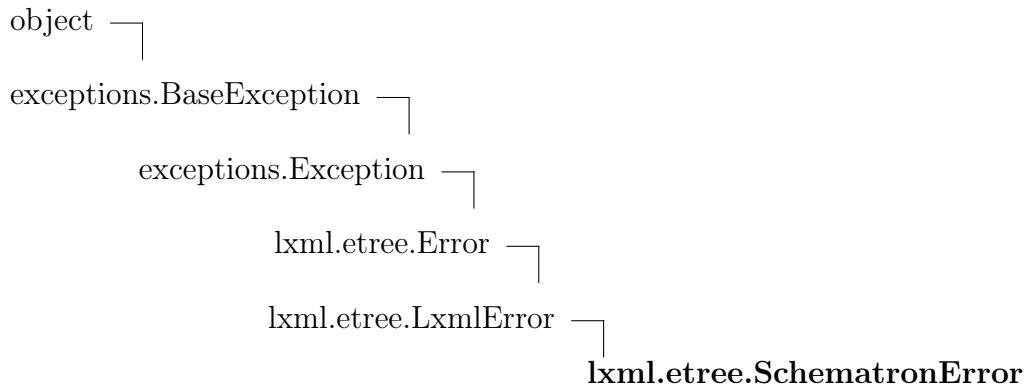 object
exceptions.BaseException
exceptions.Exception
lxml.etree.Error
lxml.etree.LxmlError
lxml.etree.SchematronError